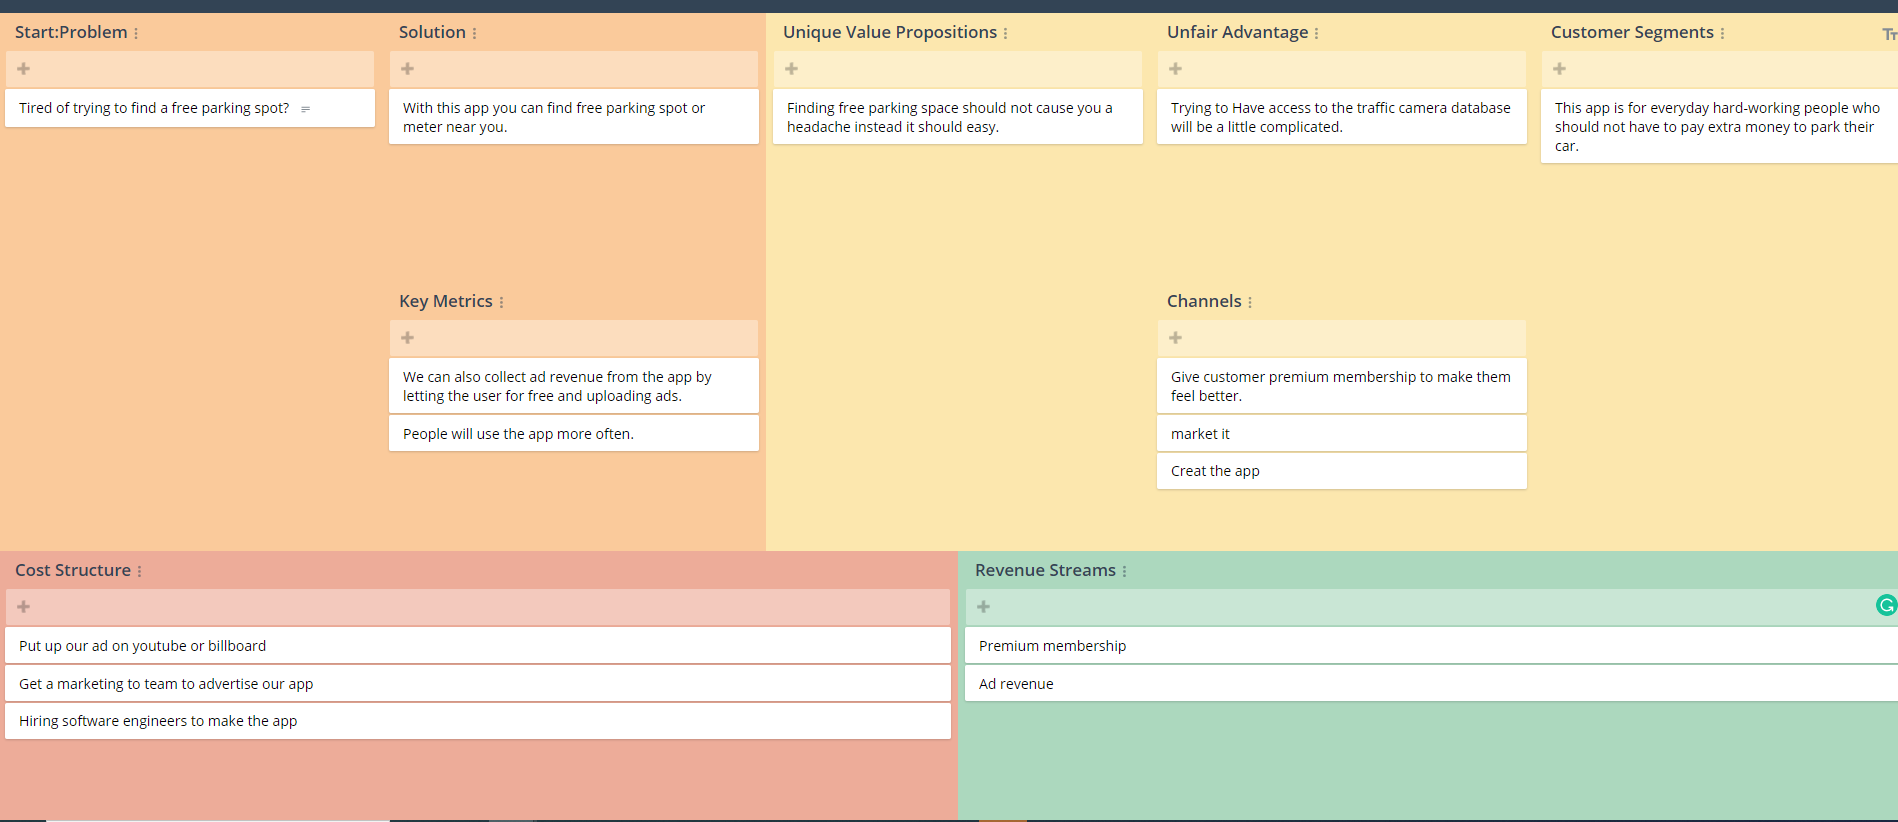 Start:Problem
Tired of trying to find a free parking spot?
Solution
With this app you can find free parking spot or
meter near you.
Key Metrics
We can also collect ad revenue from the app by
letting the user for free and uploading ads.
People will use the app more often.
Unique Value Propositions
Finding free parking space should not cause you a
headache instead it should easy.
Unfair Advantage
Trying to Have access to the traffic camera database
will be a little complicated.
Channels
Give customer premium membership to make them
feel better.
market it
Creat the app
Customer Segments
This app is for everyday hard-working people who
should not have to pay extra money to park their
car.
Cost Structure
Put up our ad on youtube or billboard
Get a marketing to team to advertise our app
Hiring software engineers to make the app
Revenue Streams
Premium membership
Ad revenue